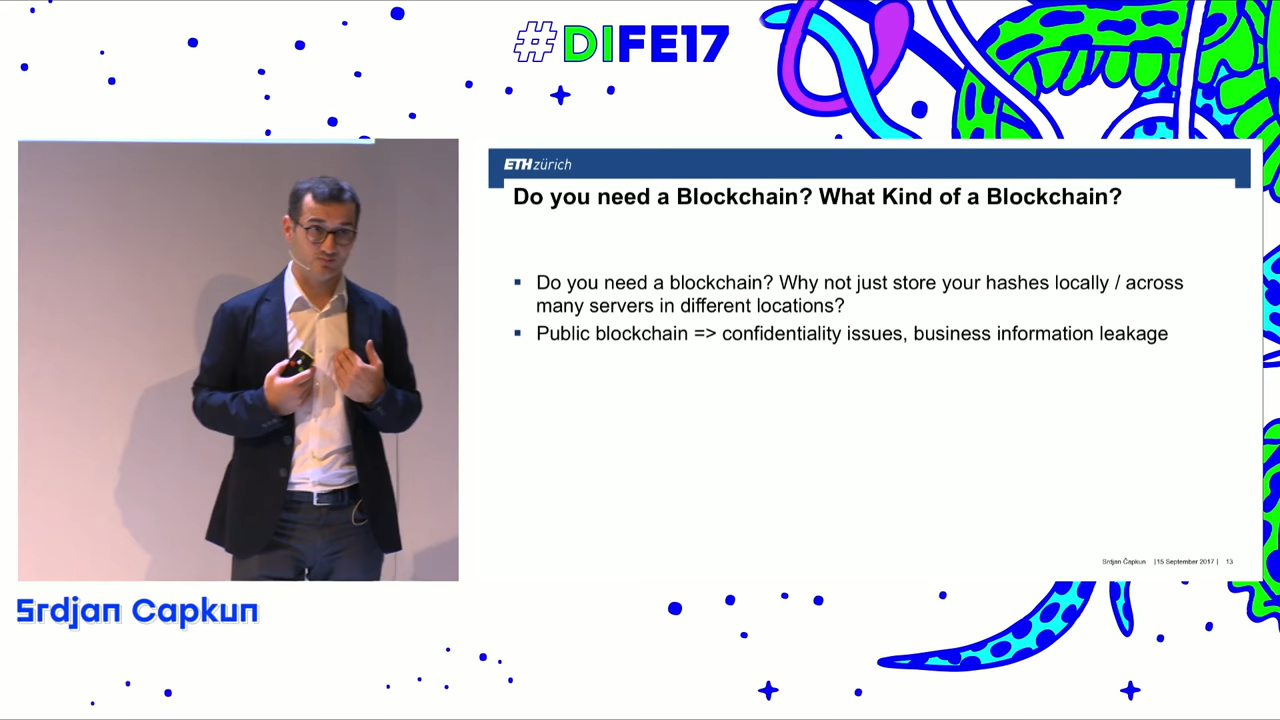 #DIFE17
ETH zürich
Do you need a Blockchain? What Kind of a Blockchain?
▪ Do you need a blockchain? Why not just store your hashes locally / across
many servers in different locations?
▪ Public blockchain => confidentiality issues, business information leakage
Srdjan Čapkun | 15 September 2017 | 13
Srdjan Capkun